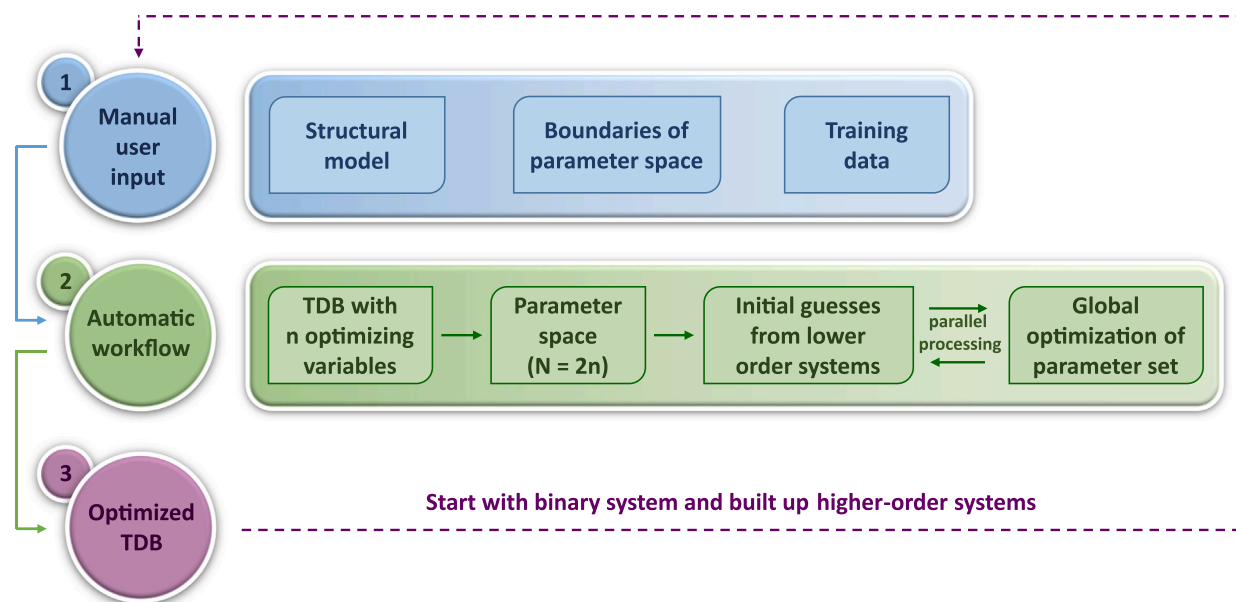 1
Manual
user
input
Structural
model
Boundaries of
parameter space
Training
data
2
Automatic
workflow
TDB with
n optimizing
variables
Parameter
space
(N = 2n)
Initial guesses
from lower
order systems
parallel
processing
Global
optimization of
parameter set
3
Optimized
TDB
Start with binary system and built up higher-order systems